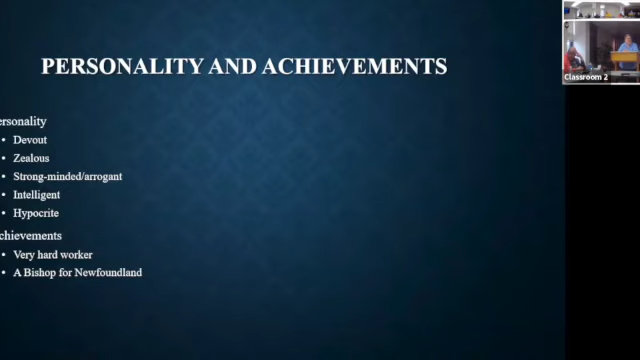 PERSONALITY AND ACHIEVEMENTS
ersonality
• Devout
• Zealous
• Strong-minded/arrogant
• Intelligent
• Hypocrite
chievements
• Very hard worker
• A Bishop for Newfoundland
Classroom 2